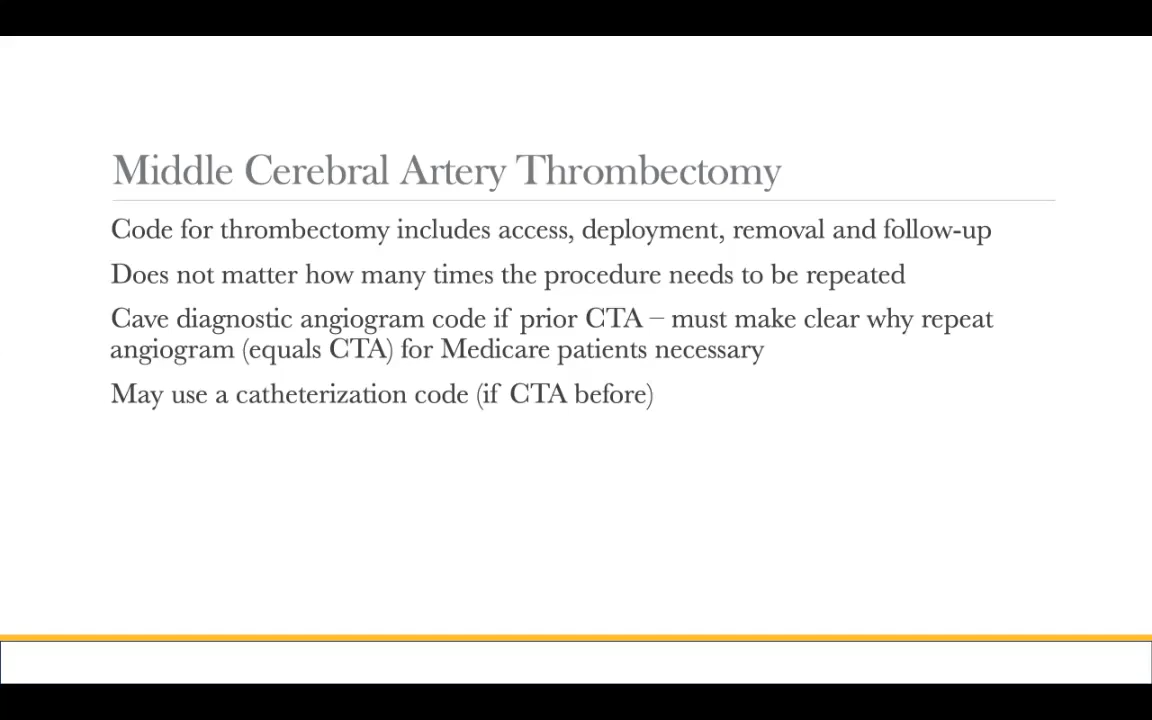 Middle Cerebral Artery Thrombectomy
Code for thrombectomy includes access, deployment, removal and follow-up
Does not matter how many times the procedure needs to be repeated
Cave diagnostic angiogram code if prior CTA – must make clear why repeat
angiogram (equals CTA) for Medicare patients necessary
May use a catheterization code (if CTA before)